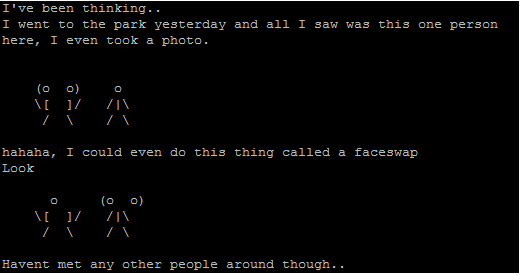 I've been thinking..
I went to the park yesterday and all I saw was this one person
here, I even took a photo.
(o  o)    o
\[  ]/   /|\
/  \    / \
hahaha, I could even do this thing called a faceswap
Look
o     (o  o)
\[  ]/   /|\
/  \    / \
Havent met any other people around though..